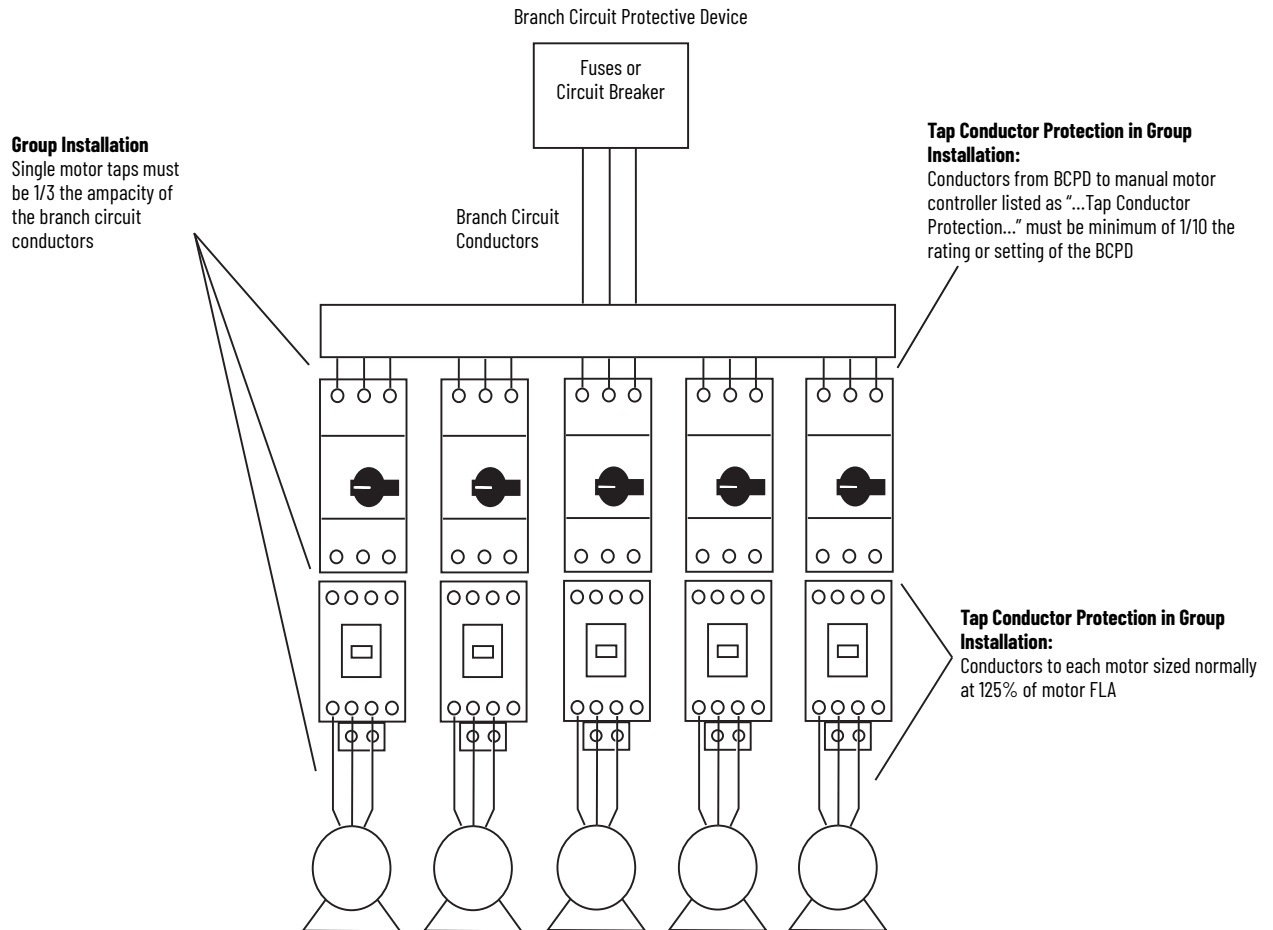 Branch Circuit Protective Device
Fuses or
Circuit Breaker
Group Installation
Single motor taps must
be 1/3 the ampacity of
the branch circuit
conductors
Branch Circuit
Conductors
Tap Conductor Protection in Group
Installation:
Conductors from BCPD to manual motor
controller listed as “...Tap Conductor
Protection...” must be minimum of 1/10 the
rating or setting of the BCPD
Tap Conductor Protection in Group
Installation:
Conductors to each motor sized normally
at 125% of motor FLA